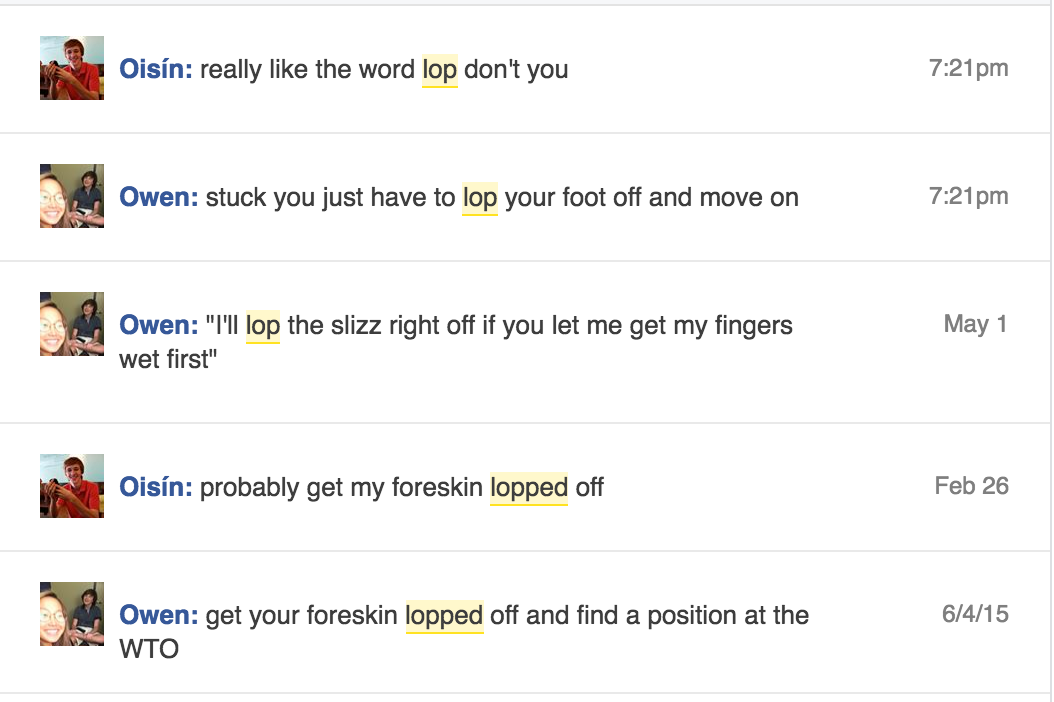 Oisín: really like the word lop don't you 7:21pm
Owen: stuck you just have to lop your foot off and move on 7:21pm
Owen: "I'll lop the slizz right off if you let me get my fingers May 1
wet first"
Oisín: probably get my foreskin lopped off Feb 26
Owen: get your foreskin lopped off and find a position at the 6/4/15
WTO